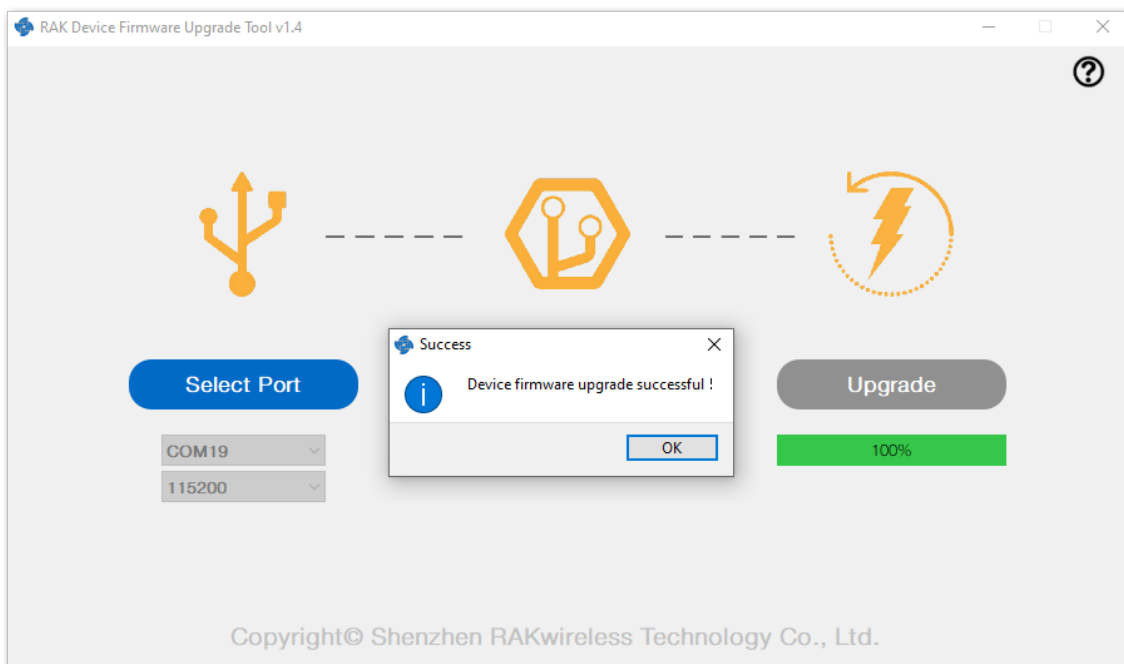 RAK Device Firmware Upgrade Tool v1.4
Success
Device firmware upgrade successful !
OK
Select Port
Upgrade
COM19
100%
115200
Copyright© Shenzhen RAKwireless Technology Co., Ltd.